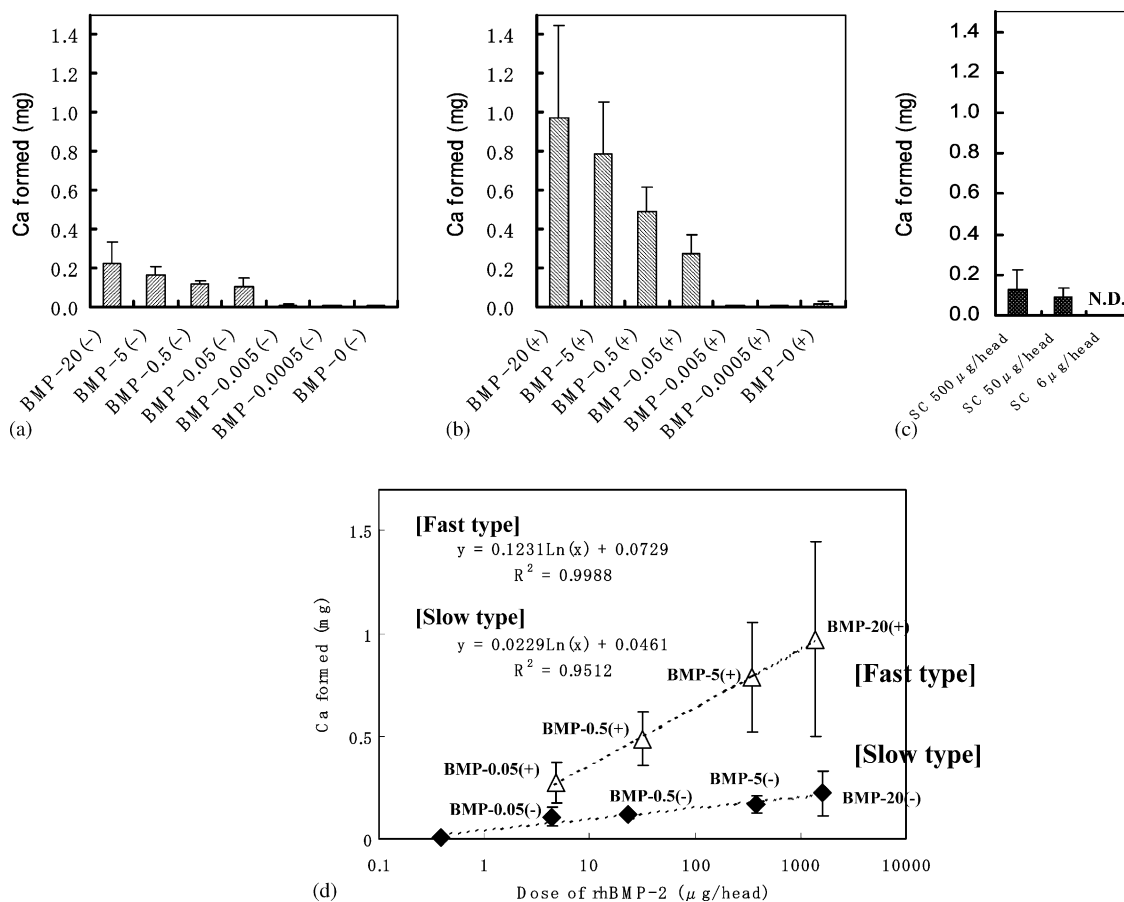 Ca formed (mg)
1.4
1.2
1.0
0.8
0.6
0.4
0.2
0.0
BMP-20(-)
BMP-5(-)
BMP-0.5(-)
BMP-0.05(-)
BMP-0.005(-)
BMP-0.0005(-)
BMP-0(-)
(a)
Ca formed (mg)
1.4
1.2
1.0
0.8
0.6
0.4
0.2
0.0
BMP-20(+)
BMP-5(+)
BMP-0.5(+)
BMP-0.05(+)
BMP-0.005(+)
BMP-0.0005(+)
BMP-0(+)
(b)
Ca formed (mg)
1.4
1.2
1.0
0.8
0.6
0.4
0.2
0.0
N.D.
SC 500 μg/head
SC 50 μg/head
SC 6 μg/head
(c)
Ca formed (mg)
1.5
1
0.5
0
[Fast type]
y = 0.1231Ln(x) + 0.0729
R² = 0.9988
[Slow type]
y = 0.0229Ln(x) + 0.0461
R² = 0.9512
BMP-20(+)
BMP-5(+)
[Fast type]
BMP-0.5(+)
[Slow type]
BMP-0.05(+)
BMP-5(-)
BMP-0.05(-)
BMP-0.5(-)
BMP-20(-)
0.1
1
10
100
1000
10000
Dose of rhBMP-2 (μg/head)
(d)